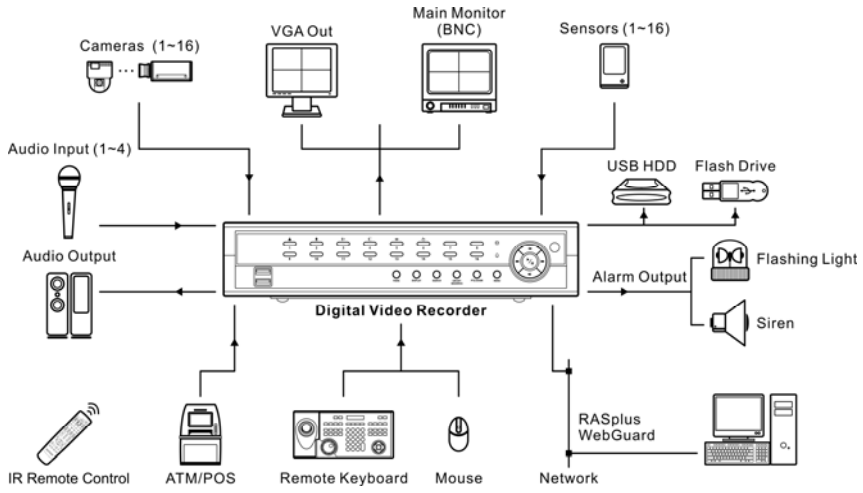 Cameras (1~16)
VGA Out
Main Monitor
(BNC)
Sensors (1~16)
Audio Input (1~4)
USB HDD
Flash Drive
Audio Output
Alarm Output
Flashing Light
Digital Video Recorder
Siren
RASplus
WebGuard
IR Remote Control
ATM/POS
Remote Keyboard
Mouse
Network